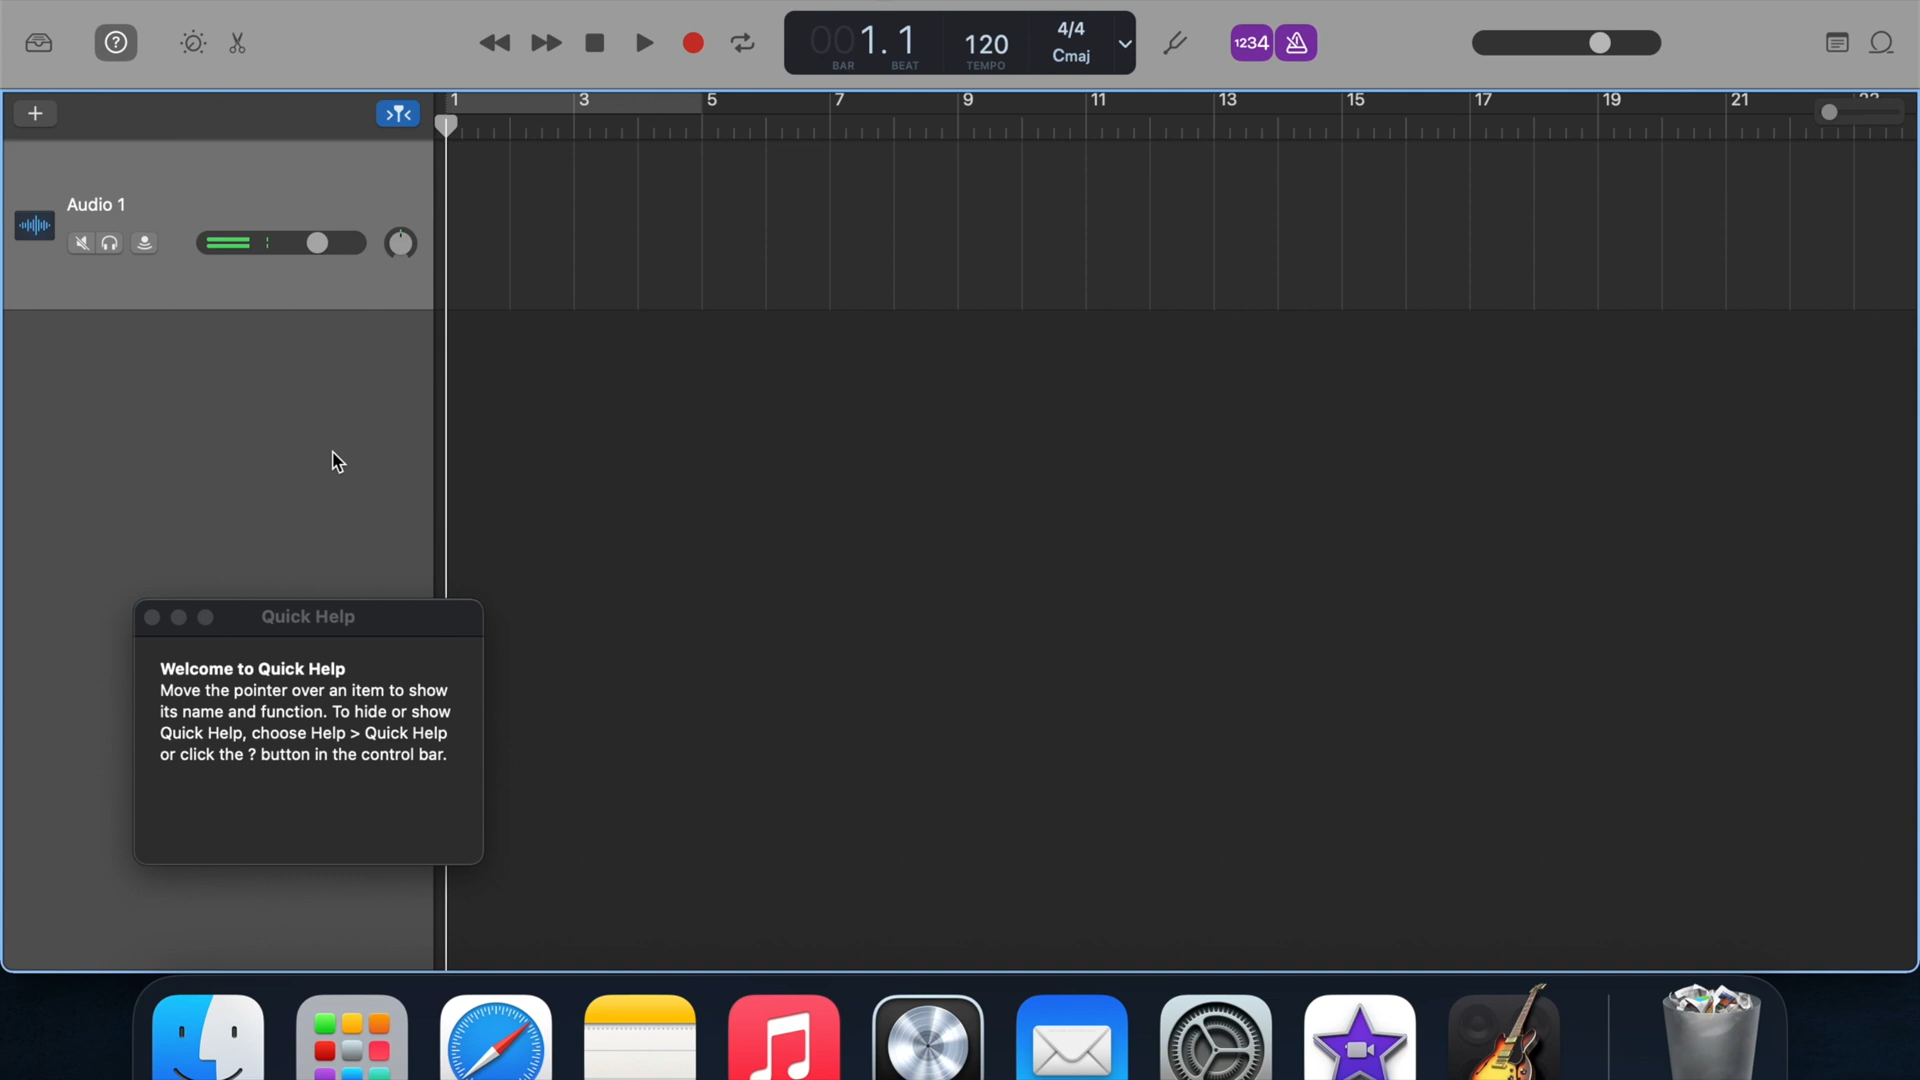 001.1
BAR
BEAT
120
TEMPO
4/4
Cmaj
1234
1 3 5 7 9 11 13 15 17 19 21
Audio 1
Quick Help
Welcome to Quick Help
Move the pointer over an item to show
its name and function. To hide or show
Quick Help, choose Help > Quick Help
or click the ? button in the control bar.